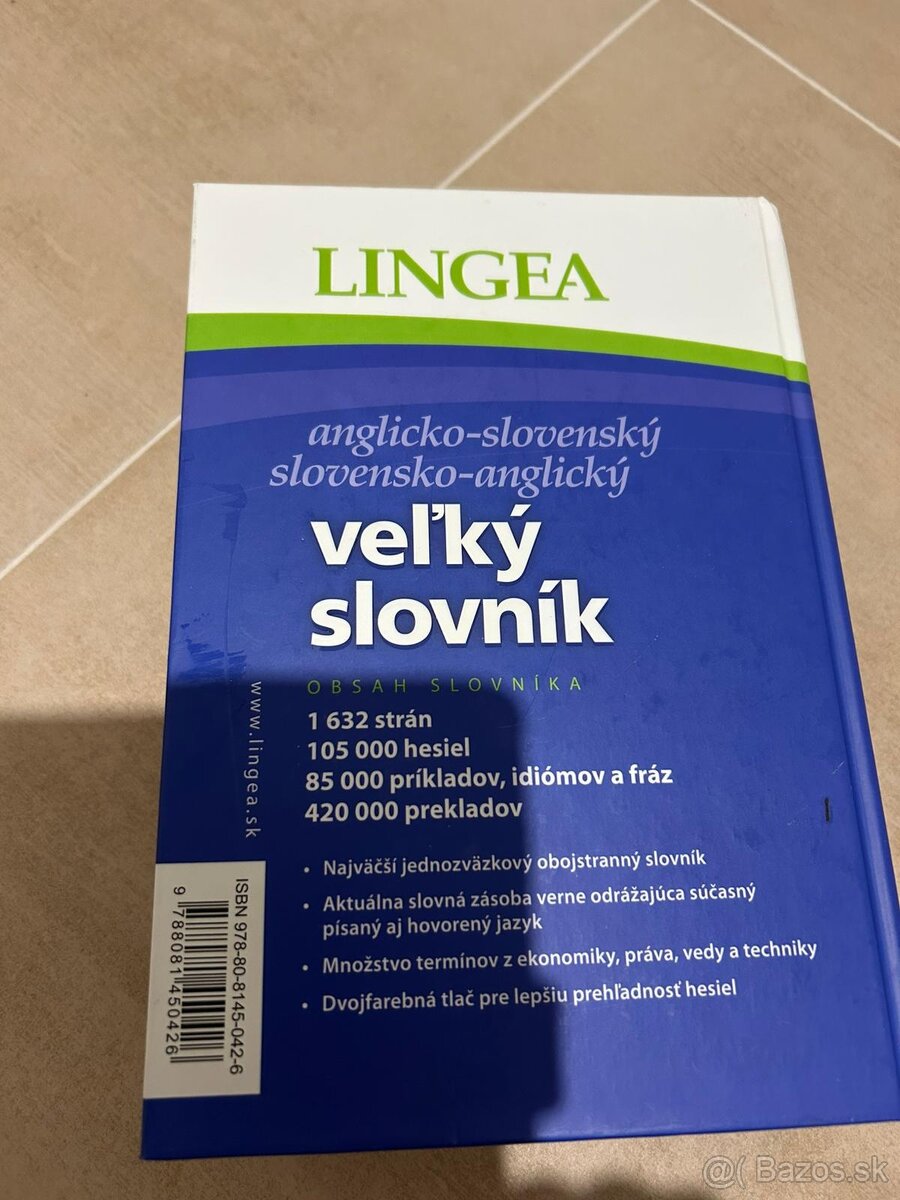 LINGEA
anglicko-slovenský
slovensko-anglický
veľký
slovník
OBSAH SLOVNÍKA
1 632 strán
105 000 hesiel
85 000 príkladov, idiómov a fráz
420 000 prekladov
• Najväčší jednozväzkový obojstranný slovník
• Aktuálna slovná zásoba verne odrážajúca súčasný
písaný aj hovorený jazyk
• Množstvo termínov z ekonomiky, práva, vedy a techniky
• Dvojfarebná tlač pre lepšiu prehľadnosť hesiel
www.lingea.sk
ISBN 978-80-8145-042-6
9 788081 450426
@( Bazos.sk